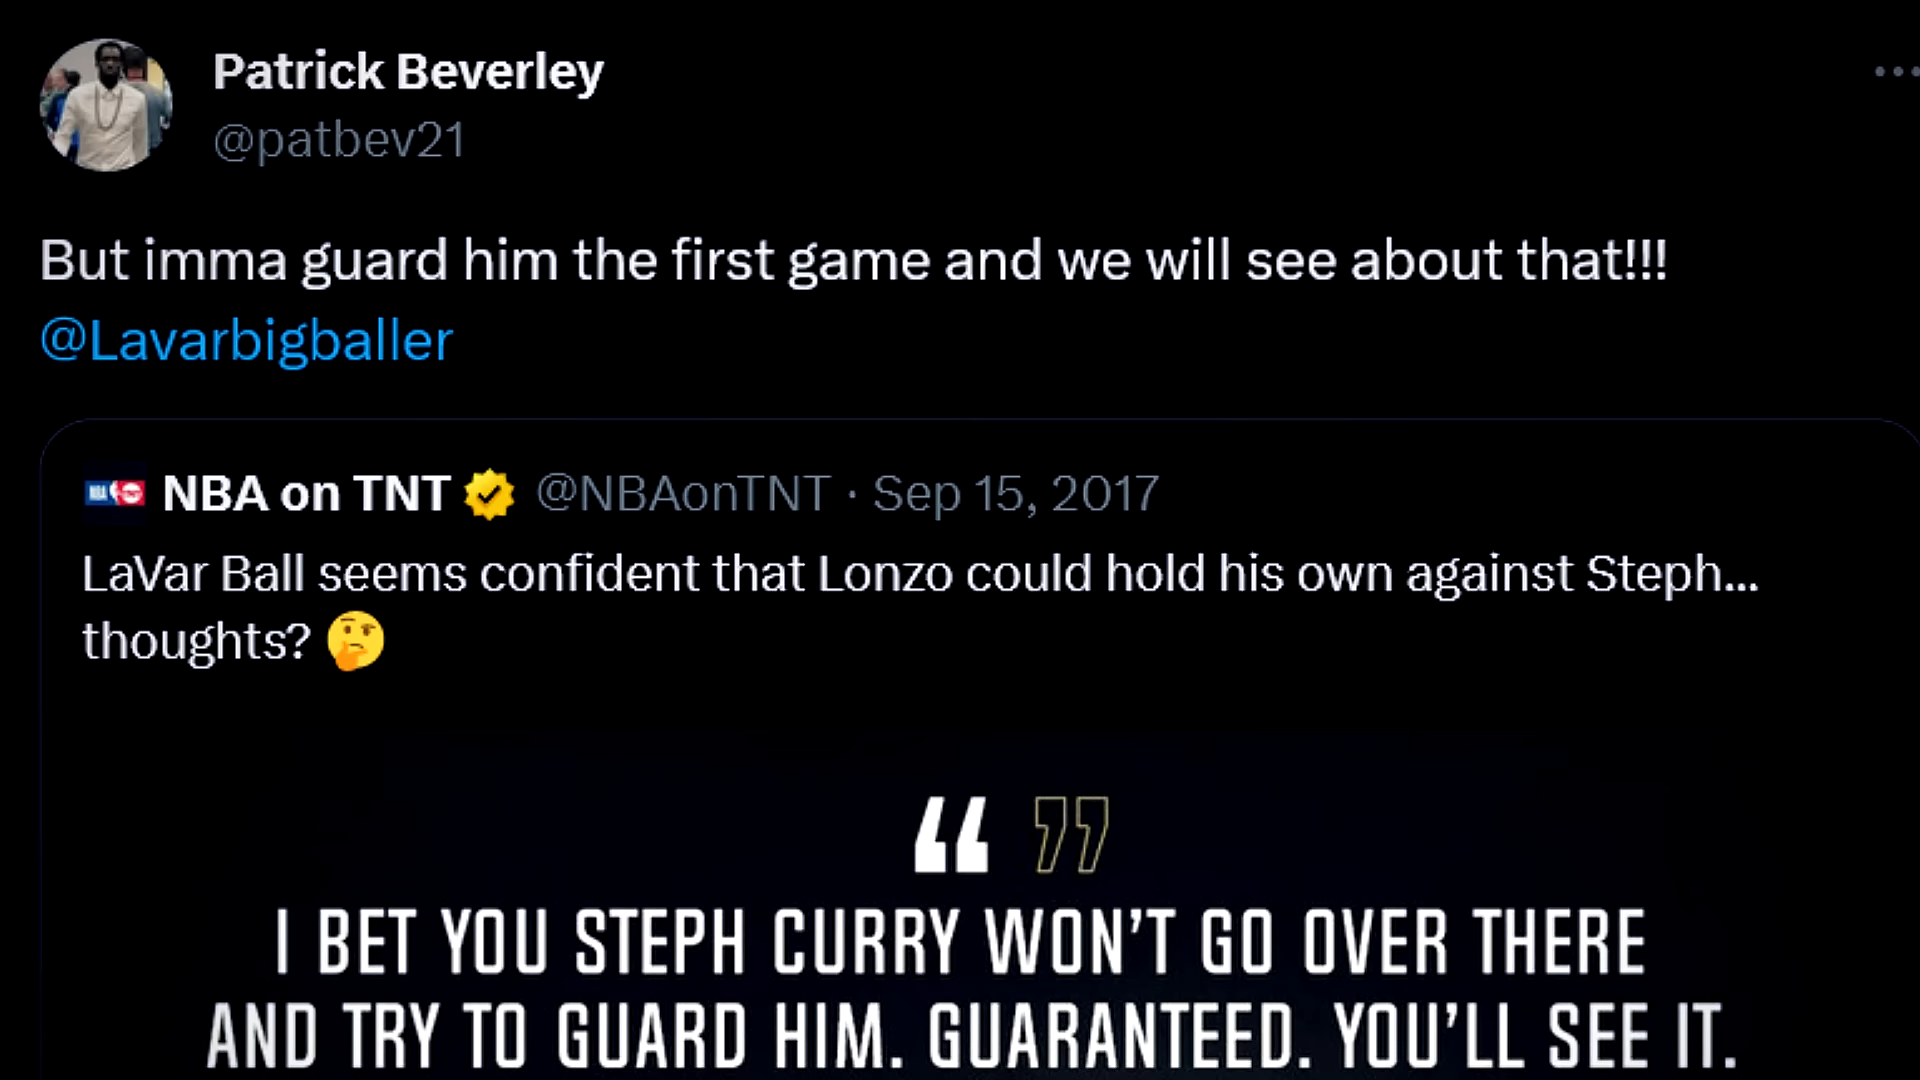 Patrick Beverley
@patbev21
But imma guard him the first game and we will see about that!!!
@Lavarbigballer
NBA on TNT @NBAonTNT · Sep 15, 2017
LaVar Ball seems confident that Lonzo could hold his own against Steph...
thoughts? 🤔
“ ”
I BET YOU STEPH CURRY WON'T GO OVER THERE
AND TRY TO GUARD HIM. GUARANTEED. YOU'LL SEE IT.